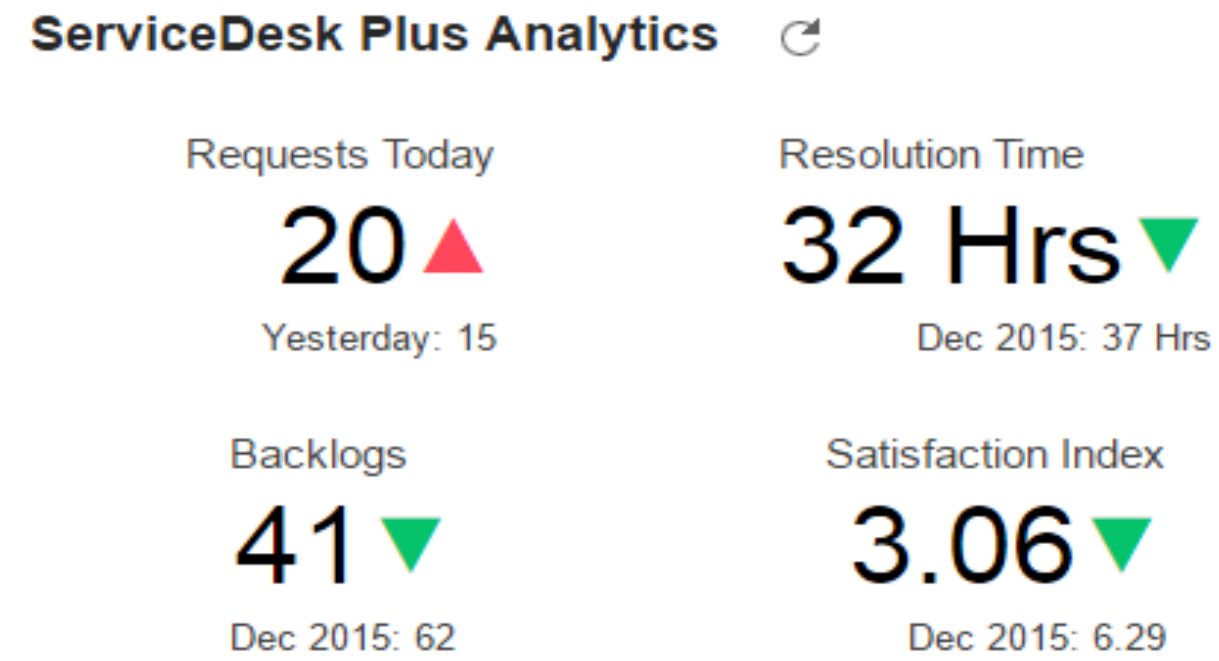 ServiceDesk Plus Analytics
Requests Today
20
Yesterday: 15
Resolution Time
32 Hrs
Dec 2015: 37 Hrs
Backlogs
41
Dec 2015: 62
Satisfaction Index
3.06
Dec 2015: 6.29